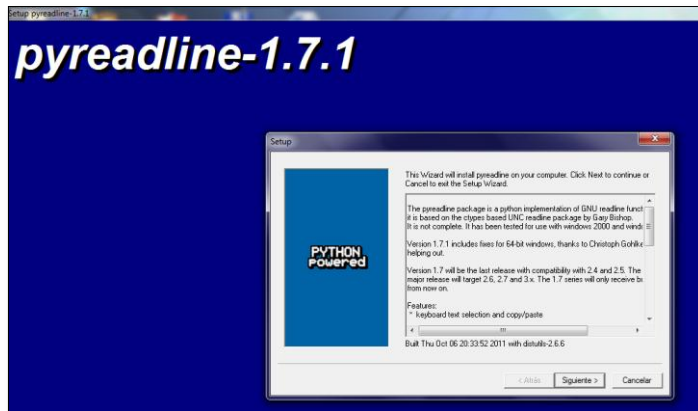 Setup pyreadline-1.7.1
pyreadline-1.7.1
Setup
This Wizard will install pyreadline on your computer. Click Next to continue or
Cancel to exit the Setup Wizard.
The pyreadline package is a python implementation of GNU readline funct
it is based on the ctypes based UNC readline package by Gary Bishop.
It is not complete. It has been tested for use with windows 2000 and windo
Version 1.7.1 includes fixes for 64-bit windows, thanks to Christoph Gohlke
helping out.
Version 1.7 will be the last release with compatibility with 2.4 and 2.5. The
major release will target 2.6, 2.7 and 3.x. The 1.7 series will only receive bu
from now on.
Features:
* keyboard text selection and copy/paste
PYTHON
Powered
Built Thu Oct 06 20:33:52 2011 with distutils-2.6.6
< Atrás
Siguiente >
Cancelar